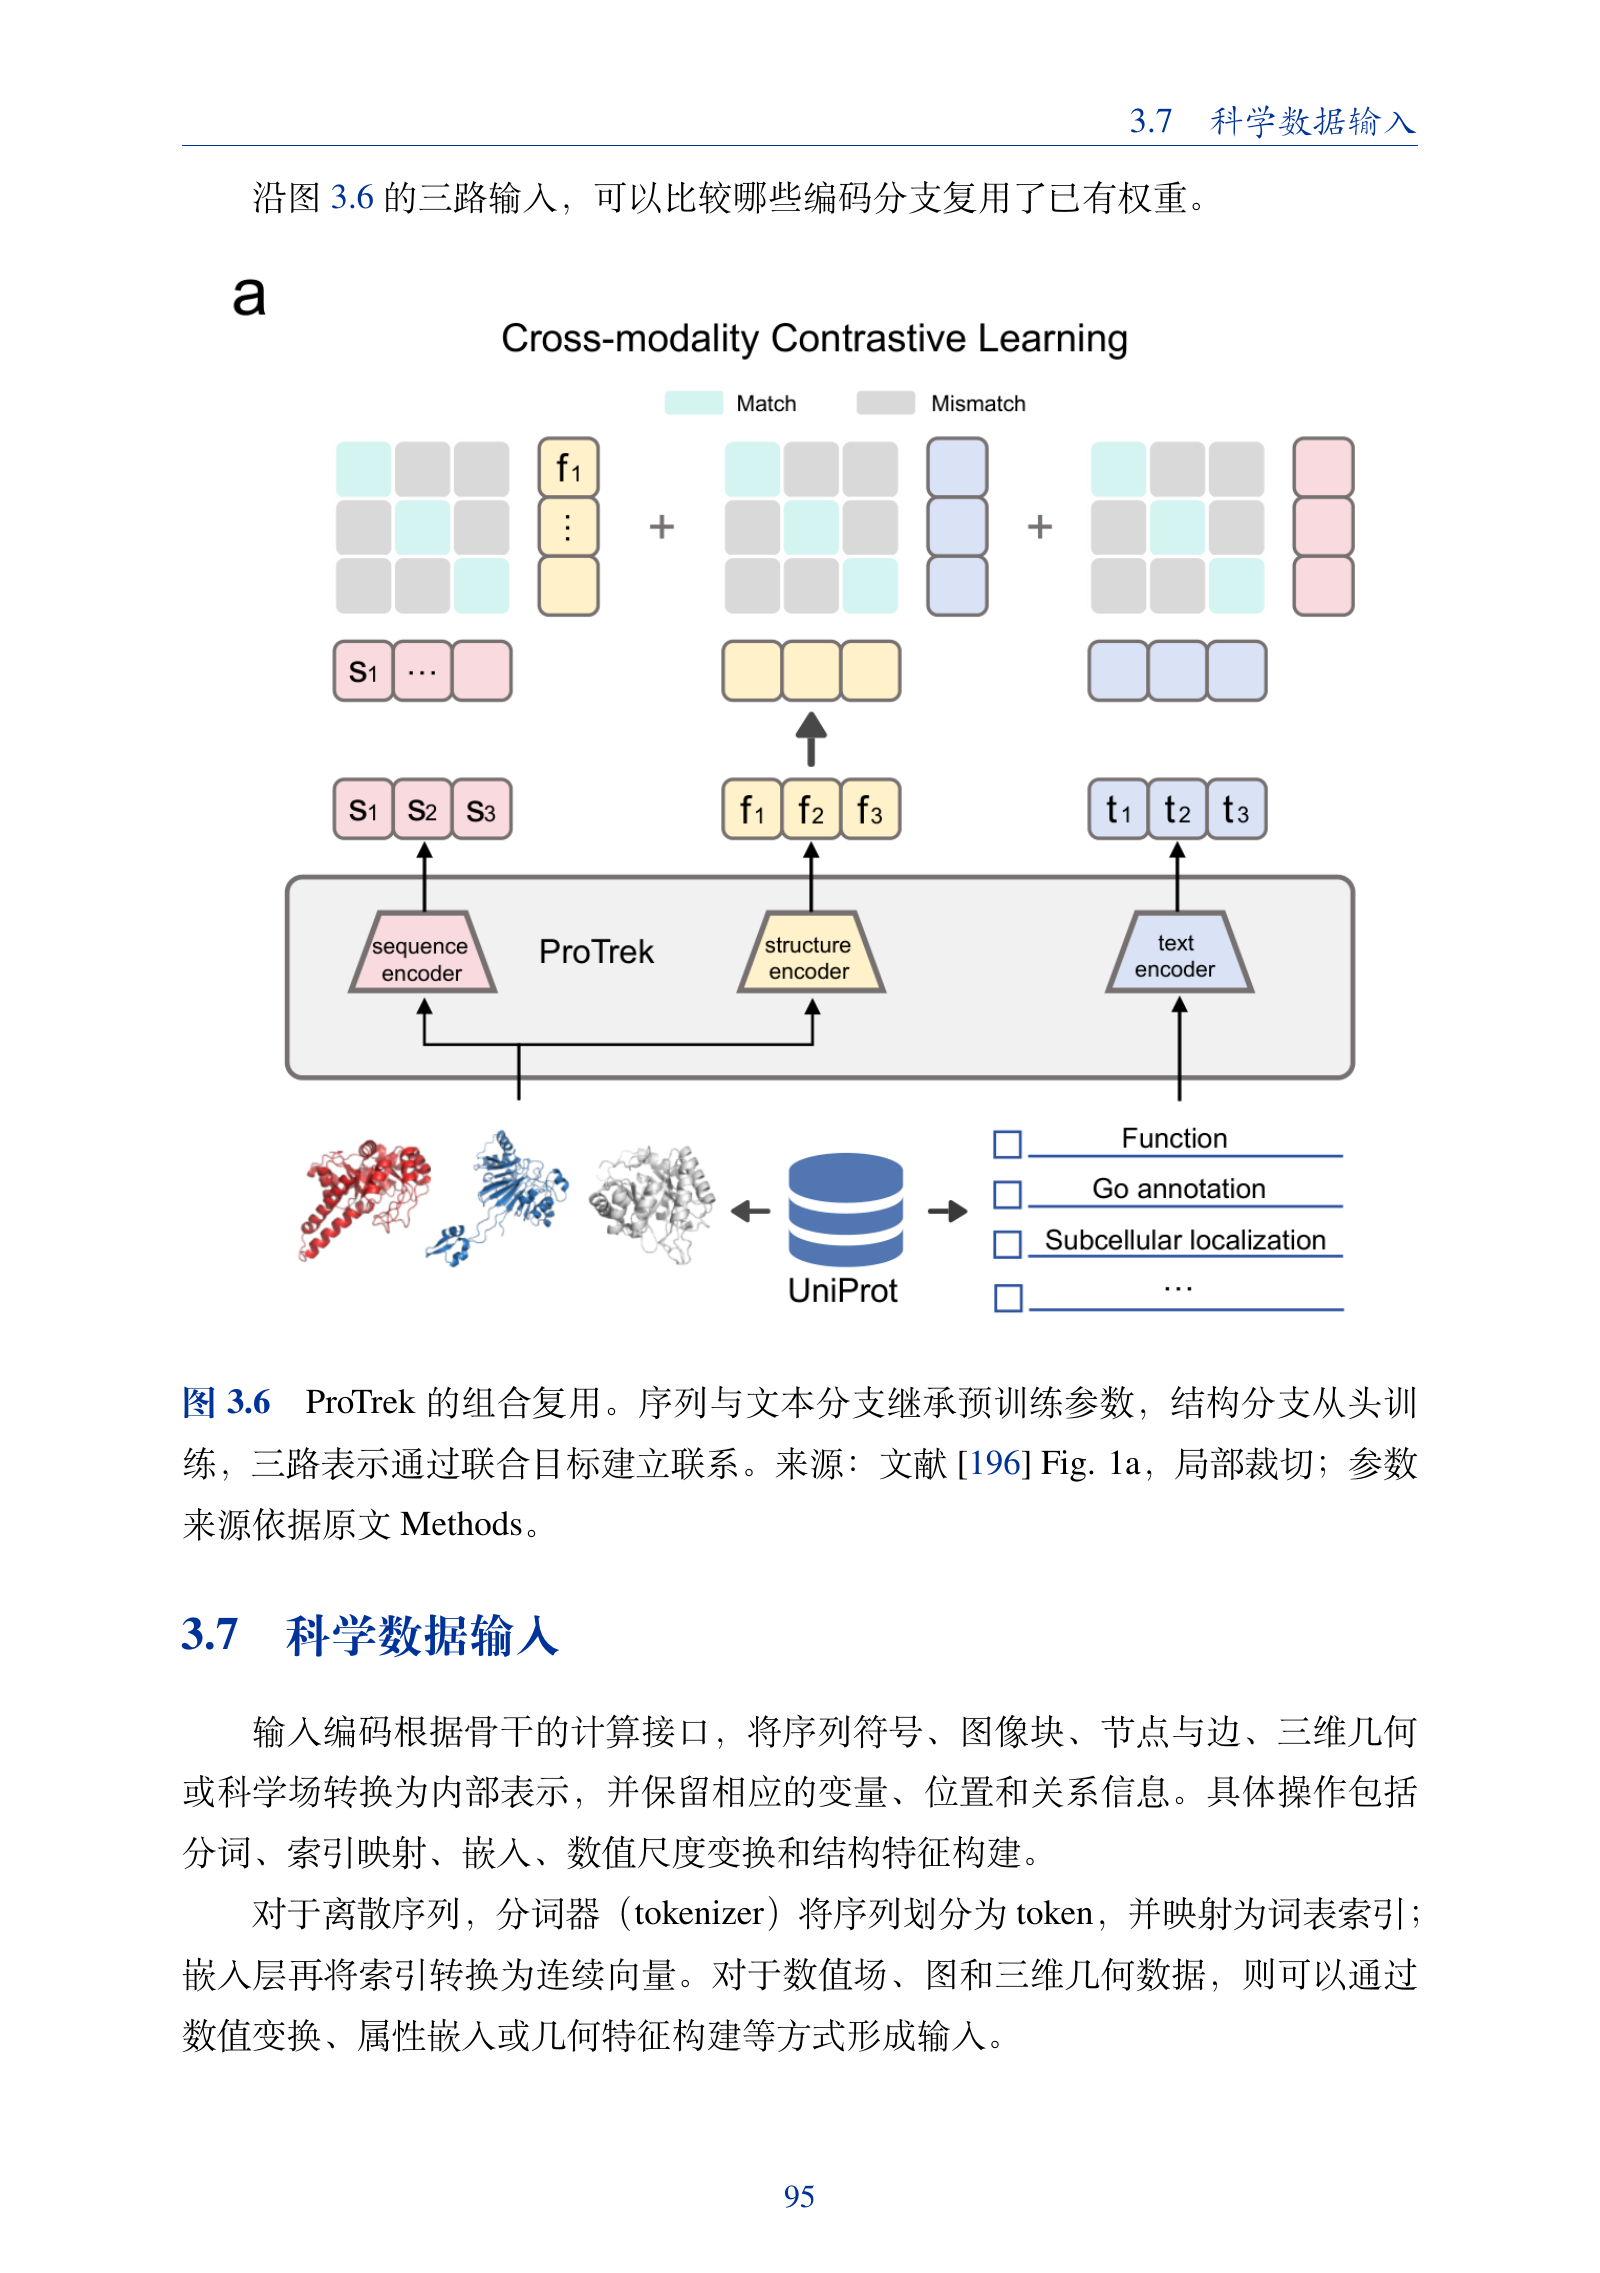 3.7 科学数据输入
沿图 3.6 的三路输入，可以比较哪些编码分支复用了已有权重。
a
Cross-modality Contrastive Learning
Match Mismatch
f1
⋮
+ +
s1 ...
s1 s2 s3 f1 f2 f3 t1 t2 t3
sequence encoder
ProTrek
structure encoder
text encoder
Function
Go annotation
Subcellular localization
...
UniProt
图 3.6 ProTrek 的组合复用。序列与文本分支继承预训练参数，结构分支从头训
练，三路表示通过联合目标建立联系。来源：文献 [196] Fig. 1a，局部裁切；参数
来源依据原文 Methods。
3.7 科学数据输入
输入编码根据骨干的计算接口，将序列符号、图像块、节点与边、三维几何
或科学场转换为内部表示，并保留相应的变量、位置和关系信息。具体操作包括
分词、索引映射、嵌入、数值尺度变换和结构特征构建。
对于离散序列，分词器（tokenizer）将序列划分为 token，并映射为词表索引；
嵌入层再将索引转换为连续向量。对于数值场、图和三维几何数据，则可以通过
数值变换、属性嵌入或几何特征构建等方式形成输入。
95